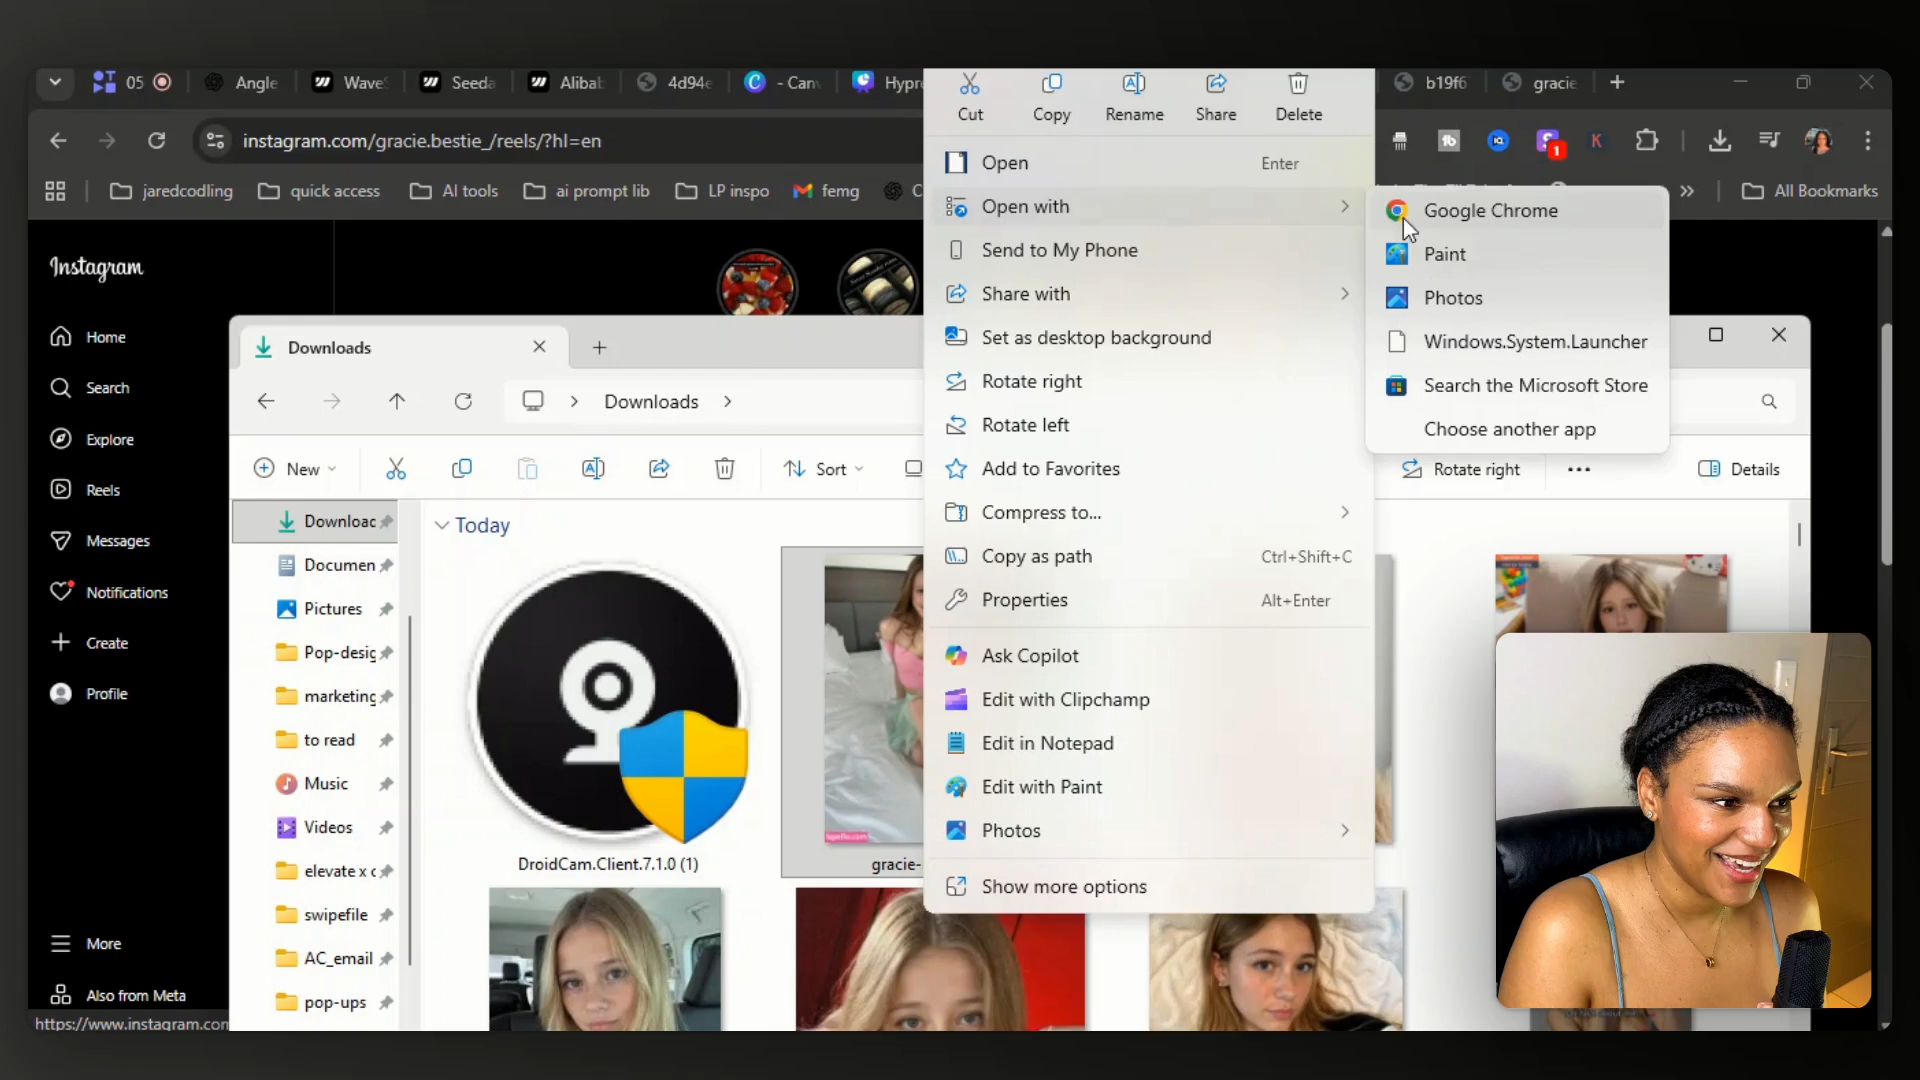 05
Angle
Wave
Seeda
Alibab
4d94e
- Can
Hypr
b19f6
gracie
instagram.com/gracie.bestie_/reels/?hl=en
1
jaredcodling
quick access
AI tools
ai prompt lib
LP inspo
femg
All Bookmarks
Instagram
Home
Search
Explore
Reels
Messages
Notifications
Create
Profile
More
Also from Meta
https://www.instagram.com
Cut
Copy
Rename
Share
Delete
Open Enter
Open with
Send to My Phone
Share with
Set as desktop background
Rotate right
Rotate left
Add to Favorites
Compress to...
Copy as path Ctrl+Shift+C
Properties Alt+Enter
Ask Copilot
Edit with Clipchamp
Edit in Notepad
Edit with Paint
Photos
Show more options
Google Chrome
Paint
Photos
Windows.System.Launcher
Search the Microsoft Store
Choose another app
Downloads
Downloads
New
Sort
Rotate right
Details
Downloac
Documen
Pictures
Pop-desig
marketing
to read
Music
Videos
elevate x c
swipefile
AC_email
pop-ups
Today
DroidCam.Client.7.1.0 (1)
gracie-